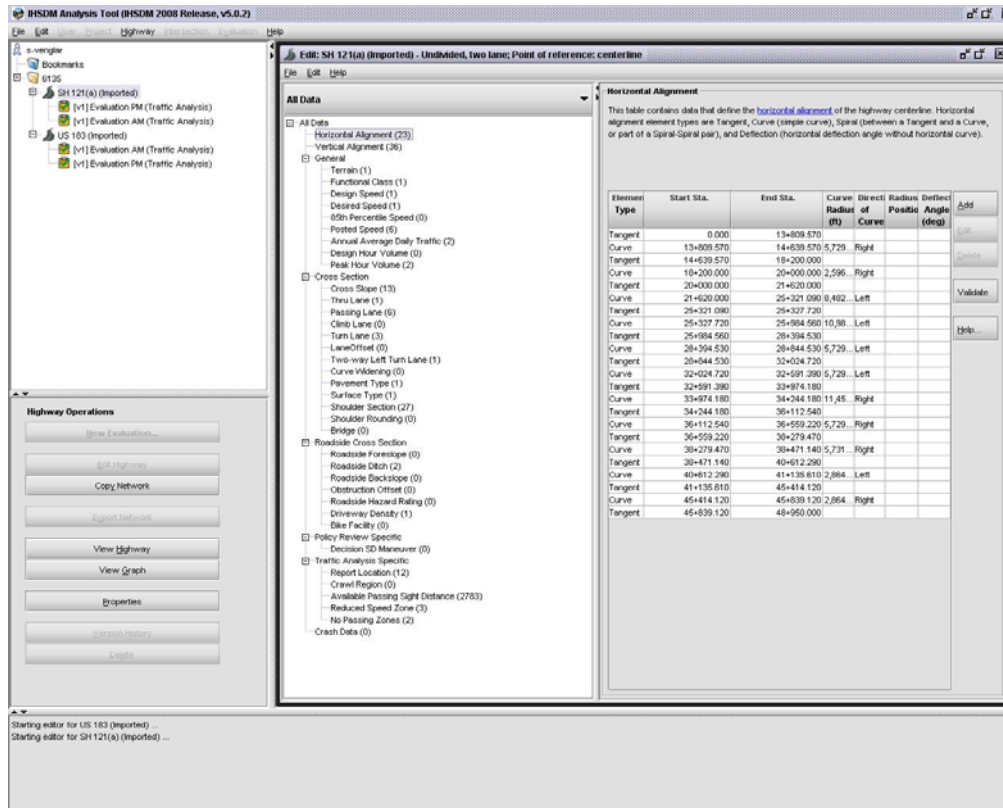 IHSDM Analysis Tool (IHSDM 2008 Release, v5.0.2)
File Edit User Project Highway Intersection Evaluation Help
s-venglar
Bookmarks
6135
SH 121(a) (Imported)
[v1] Evaluation PM (Traffic Analysis)
[v1] Evaluation AM (Traffic Analysis)
US 183 (Imported)
[v1] Evaluation AM (Traffic Analysis)
[v1] Evaluation PM (Traffic Analysis)
Highway Operations
New Evaluation...
Edit Highway
Copy Network
Export Network
View Highway
View Graph
Properties
Version History
Delete
Edit: SH 121(a) (Imported) - Undivided, two lane; Point of reference: centerline
File Edit Help
All Data
All Data
Horizontal Alignment (23)
Vertical Alignment (36)
General
Terrain (1)
Functional Class (1)
Design Speed (1)
Desired Speed (1)
85th Percentile Speed (0)
Posted Speed (6)
Annual Average Daily Traffic (2)
Design Hour Volume (0)
Peak Hour Volume (2)
Cross Section
Cross Slope (13)
Thru Lane (1)
Passing Lane (6)
Climb Lane (0)
Turn Lane (3)
LaneOffset (0)
Two-way Left Turn Lane (1)
Curve Widening (0)
Pavement Type (1)
Surface Type (1)
Shoulder Section (27)
Shoulder Rounding (0)
Bridge (0)
Roadside Cross Section
Roadside Foreslope (0)
Roadside Ditch (2)
Roadside Backslope (0)
Obstruction Offset (0)
Roadside Hazard Rating (0)
Driveway Density (1)
Bike Facility (0)
Policy Review Specific
Decision SD Maneuver (0)
Traffic Analysis Specific
Report Location (12)
Crawl Region (0)
Available Passing Sight Distance (2783)
Reduced Speed Zone (3)
No Passing Zones (2)
Crash Data (0)
Horizontal Alignment
This table contains data that define the horizontal alignment of the highway centerline. Horizontal
alignment element types are Tangent, Curve (simple curve), Spiral (between a Tangent and a Curve,
or part of a Spiral-Spiral pair), and Deflection (horizontal deflection angle without horizontal curve).
Elemen Type Start Sta. End Sta. Curve Radius (ft) Directi of Curve Radius Positio Deflect Angle (deg)
Tangent 0.000 13+809.570
Curve 13+809.570 14+639.570 5,729... Right
Tangent 14+639.570 18+200.000
Curve 18+200.000 20+000.000 2,596... Right
Tangent 20+000.000 21+620.000
Curve 21+620.000 25+321.090 8,482... Left
Tangent 25+321.090 25+327.720
Curve 25+327.720 25+984.560 10,98... Left
Tangent 25+984.560 28+394.530
Curve 28+394.530 28+844.530 5,729... Left
Tangent 28+844.530 32+024.720
Curve 32+024.720 32+591.390 5,729... Left
Tangent 32+591.390 33+974.180
Curve 33+974.180 34+244.180 11,45... Right
Tangent 34+244.180 36+112.540
Curve 36+112.540 36+559.220 5,729... Right
Tangent 36+559.220 38+279.470
Curve 38+279.470 38+471.140 5,731... Right
Tangent 38+471.140 40+612.290
Curve 40+612.290 41+135.610 2,864... Left
Tangent 41+135.610 45+414.120
Curve 45+414.120 45+839.120 2,864... Right
Tangent 45+839.120 48+950.000
Add
Edit...
Delete
Validate
Help...
Starting editor for US 183 (Imported) ...
Starting editor for SH 121(a) (Imported) ...